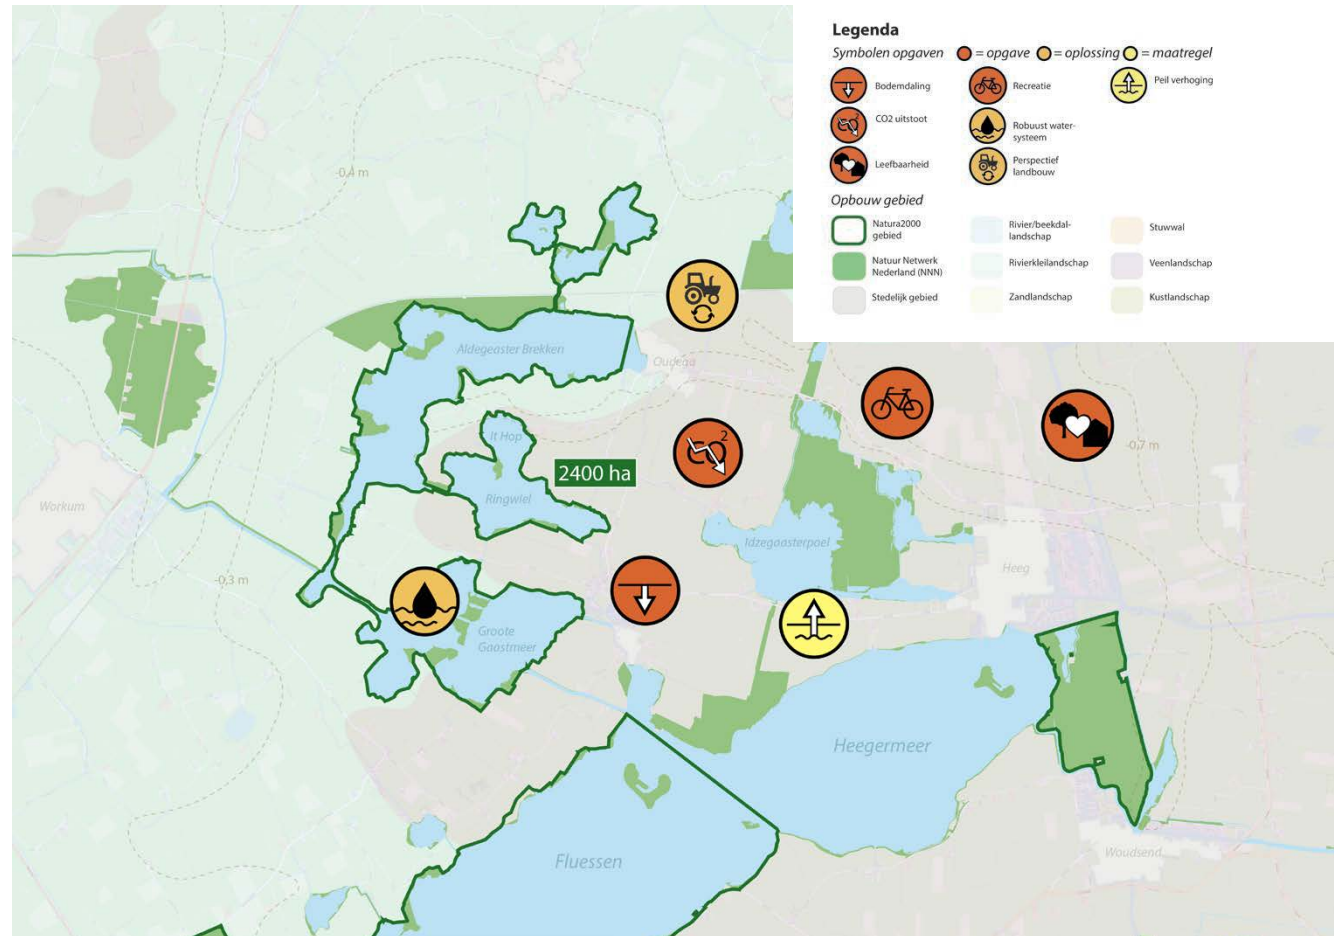 Legenda
Symbolen opgaven = opgave = oplossing = maatregel
Bodemdaling
Recreatie
Peil verhoging
CO2 uitstoot
Robuust water-
systeem
Leefbaarheid
Perspectief
landbouw
Opbouw gebied
Natura2000
gebied
Rivier/beekdal-
landschap
Stuwwal
Natuur Netwerk
Nederland (NNN)
Rivierkleilandschap
Veenlandschap
Stedelijk gebied
Zandlandschap
Kustlandschap
-0,4 m
Aldegeaster Brekken
Oudega
It Hop
CO2
-0,7 m
2400 ha
Ringwiel
Workum
Idzegaasterpoel
Heeg
-0,3 m
Groote
Gaastmeer
Heegermeer
Fluessen
Woudsend